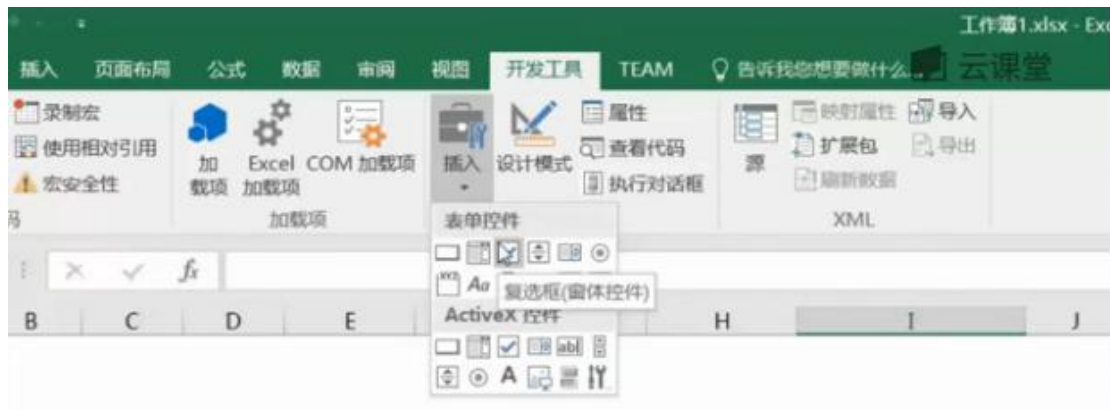 工作簿1.xlsx - Exc
插入 页面布局 公式 数据 审阅 视图 开发工具 TEAM 告诉我您想要做什么
云课堂
录制宏
使用相对引用
宏安全性
加载项
Excel 加载项
COM 加载项
加载项
插入
设计模式
属性
查看代码
执行对话框
源
映射属性
扩展包
刷新数据
导入
导出
XML
表单控件
XYZ Aa
复选框(窗体控件)
ActiveX 控件
abl
A
fx
B C D E H I J